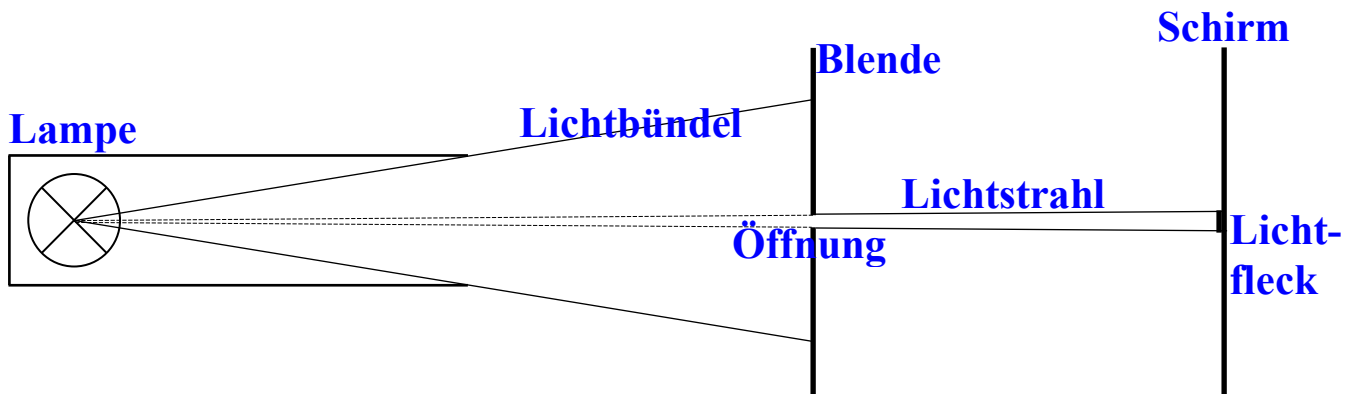 Schirm
Blende
Lampe
Lichtbündel
Lichtstrahl
Öffnung
Licht-
fleck